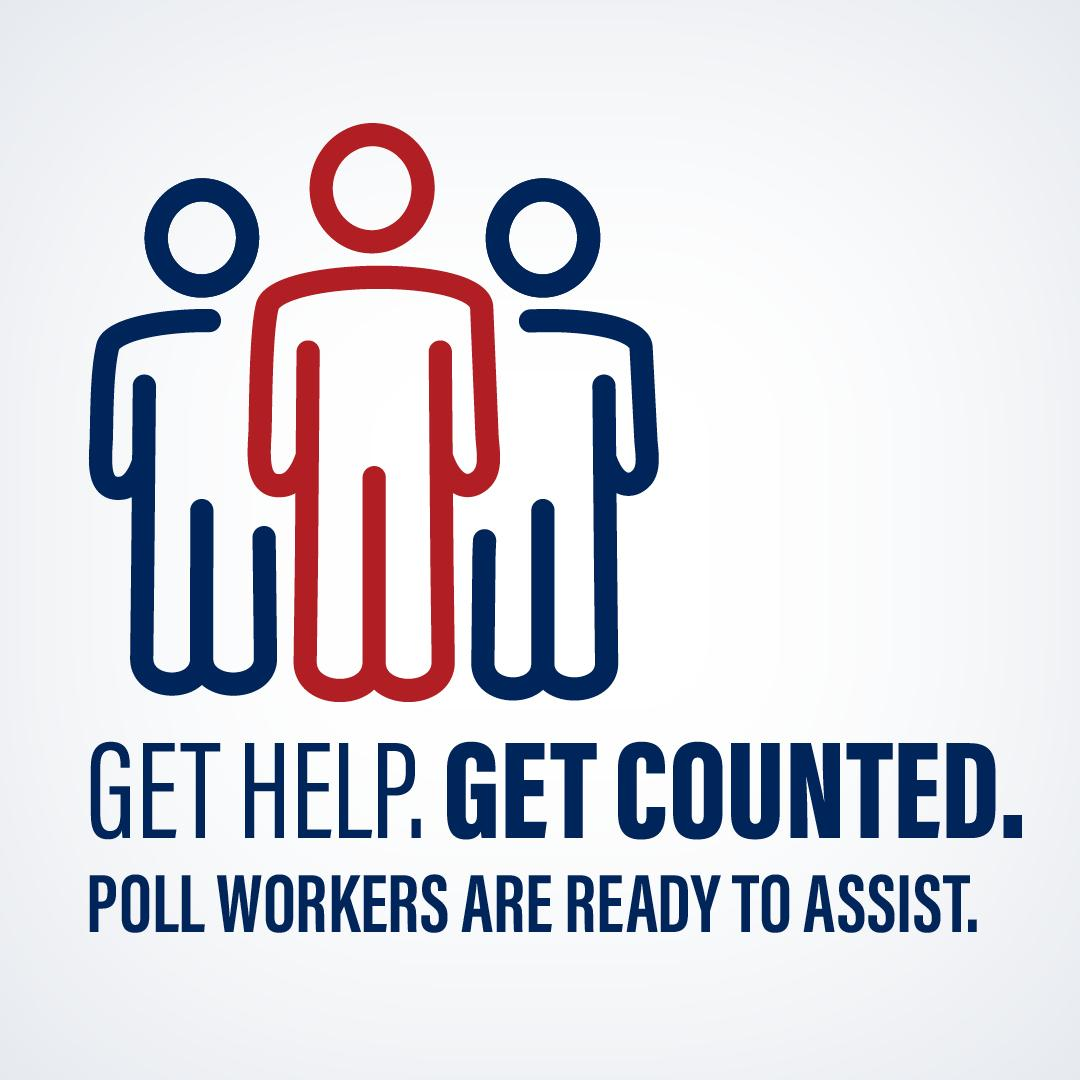 GET HELP. GET COUNTED.
POLL WORKERS ARE READY TO ASSIST.